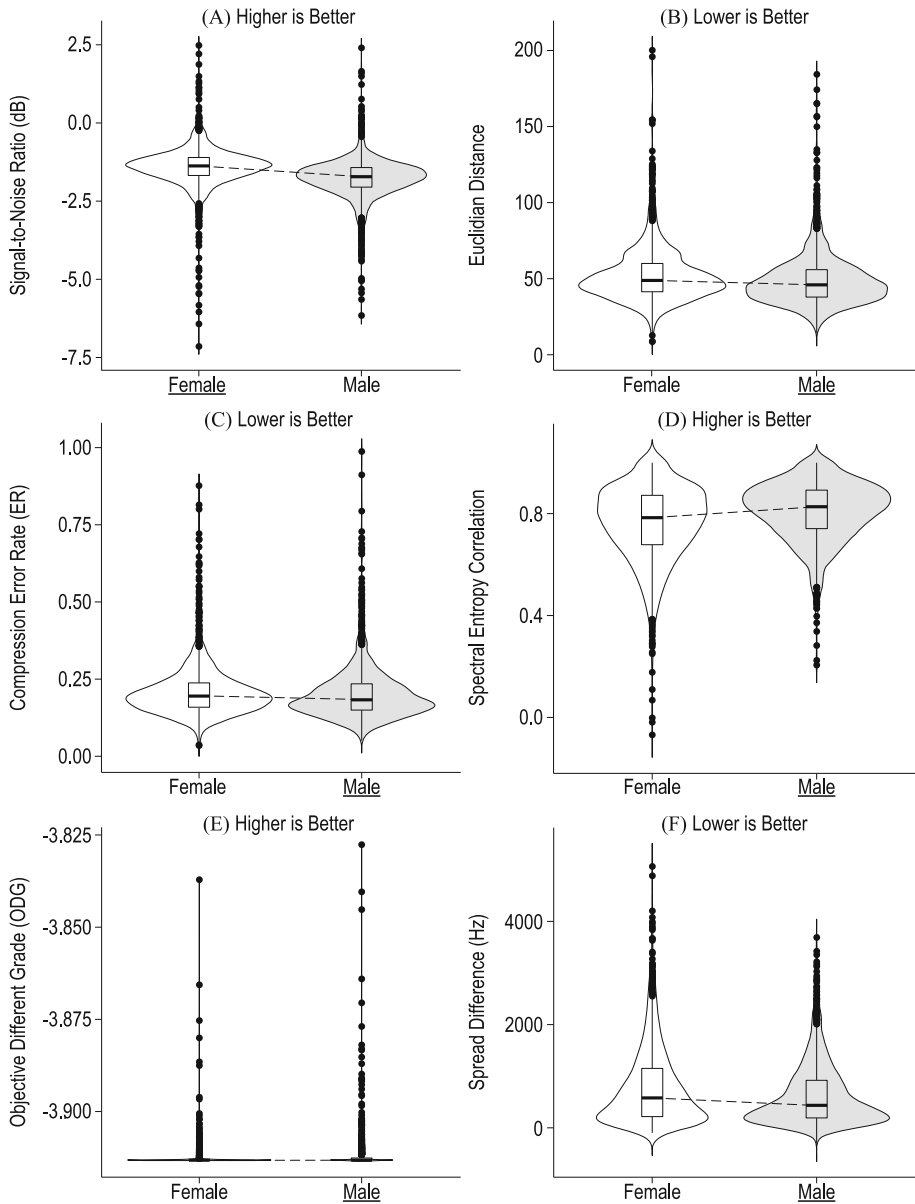 (A) Higher is Better
Signal-to-Noise Ratio (dB)
2.5
0.0
-2.5
-5.0
-7.5
Female
Male
(B) Lower is Better
Euclidian Distance
200
150
100
50
0
Female
Male
(C) Lower is Better
Compression Error Rate (ER)
1.00
0.75
0.50
0.25
0.00
Female
Male
(D) Higher is Better
Spectral Entropy Correlation
0.8
0.4
0.0
Female
Male
(E) Higher is Better
Objective Different Grade (ODG)
-3.825
-3.850
-3.875
-3.900
Female
Male
(F) Lower is Better
Spread Difference (Hz)
4000
2000
0
Female
Male